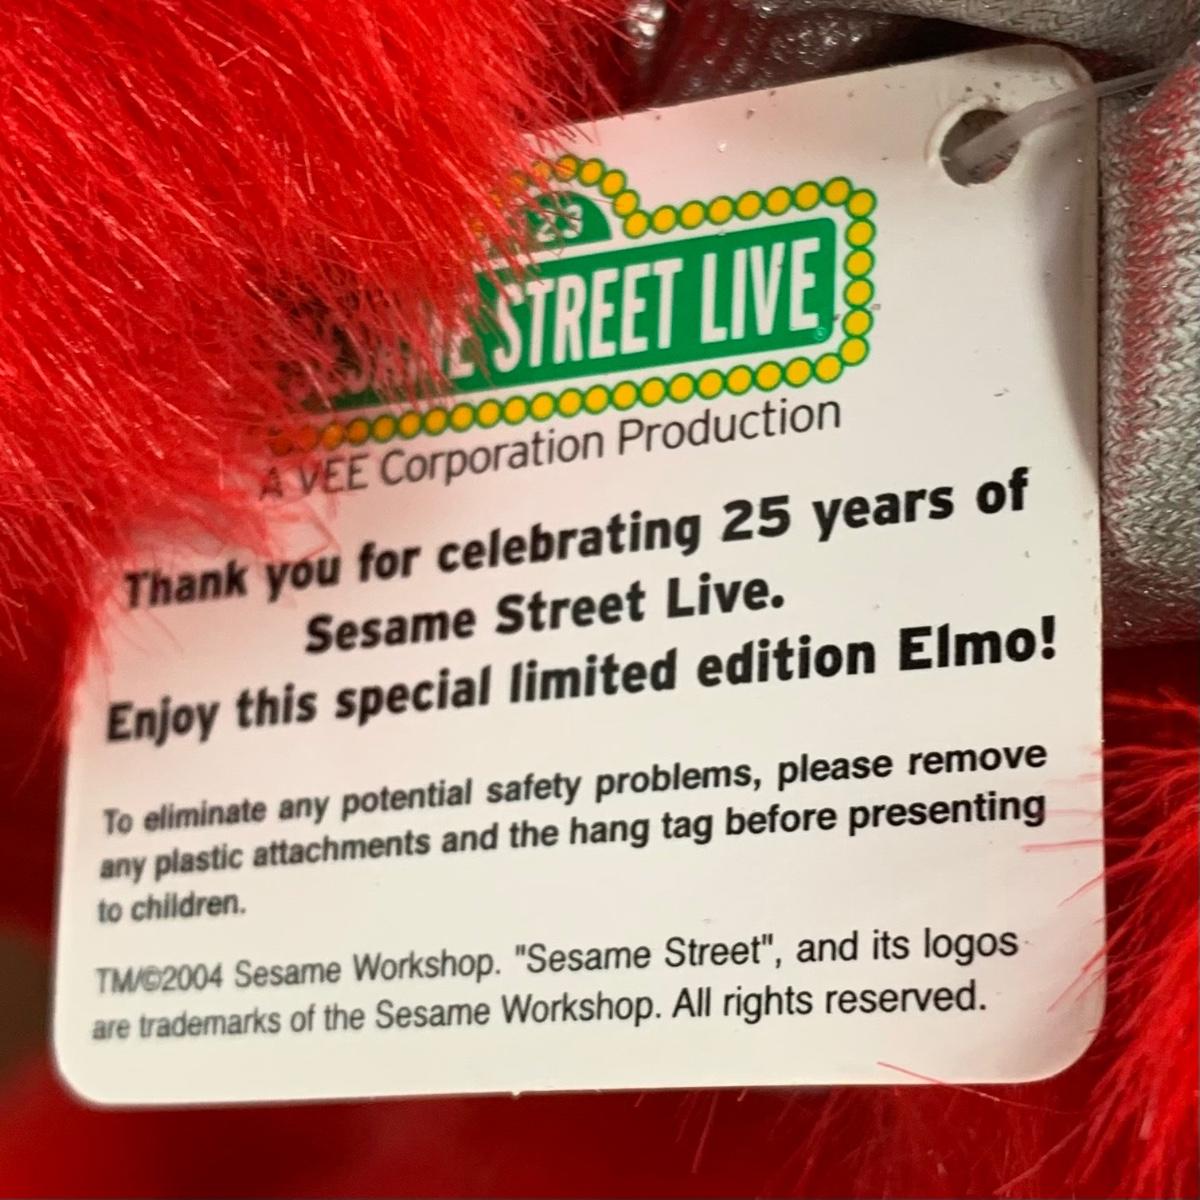 123
SESAME STREET LIVE
A VEE Corporation Production
Thank you for celebrating 25 years of
Sesame Street Live.
Enjoy this special limited edition Elmo!
To eliminate any potential safety problems, please remove
any plastic attachments and the hang tag before presenting
to children.
TM/©2004 Sesame Workshop. "Sesame Street", and its logos
are trademarks of the Sesame Workshop. All rights reserved.